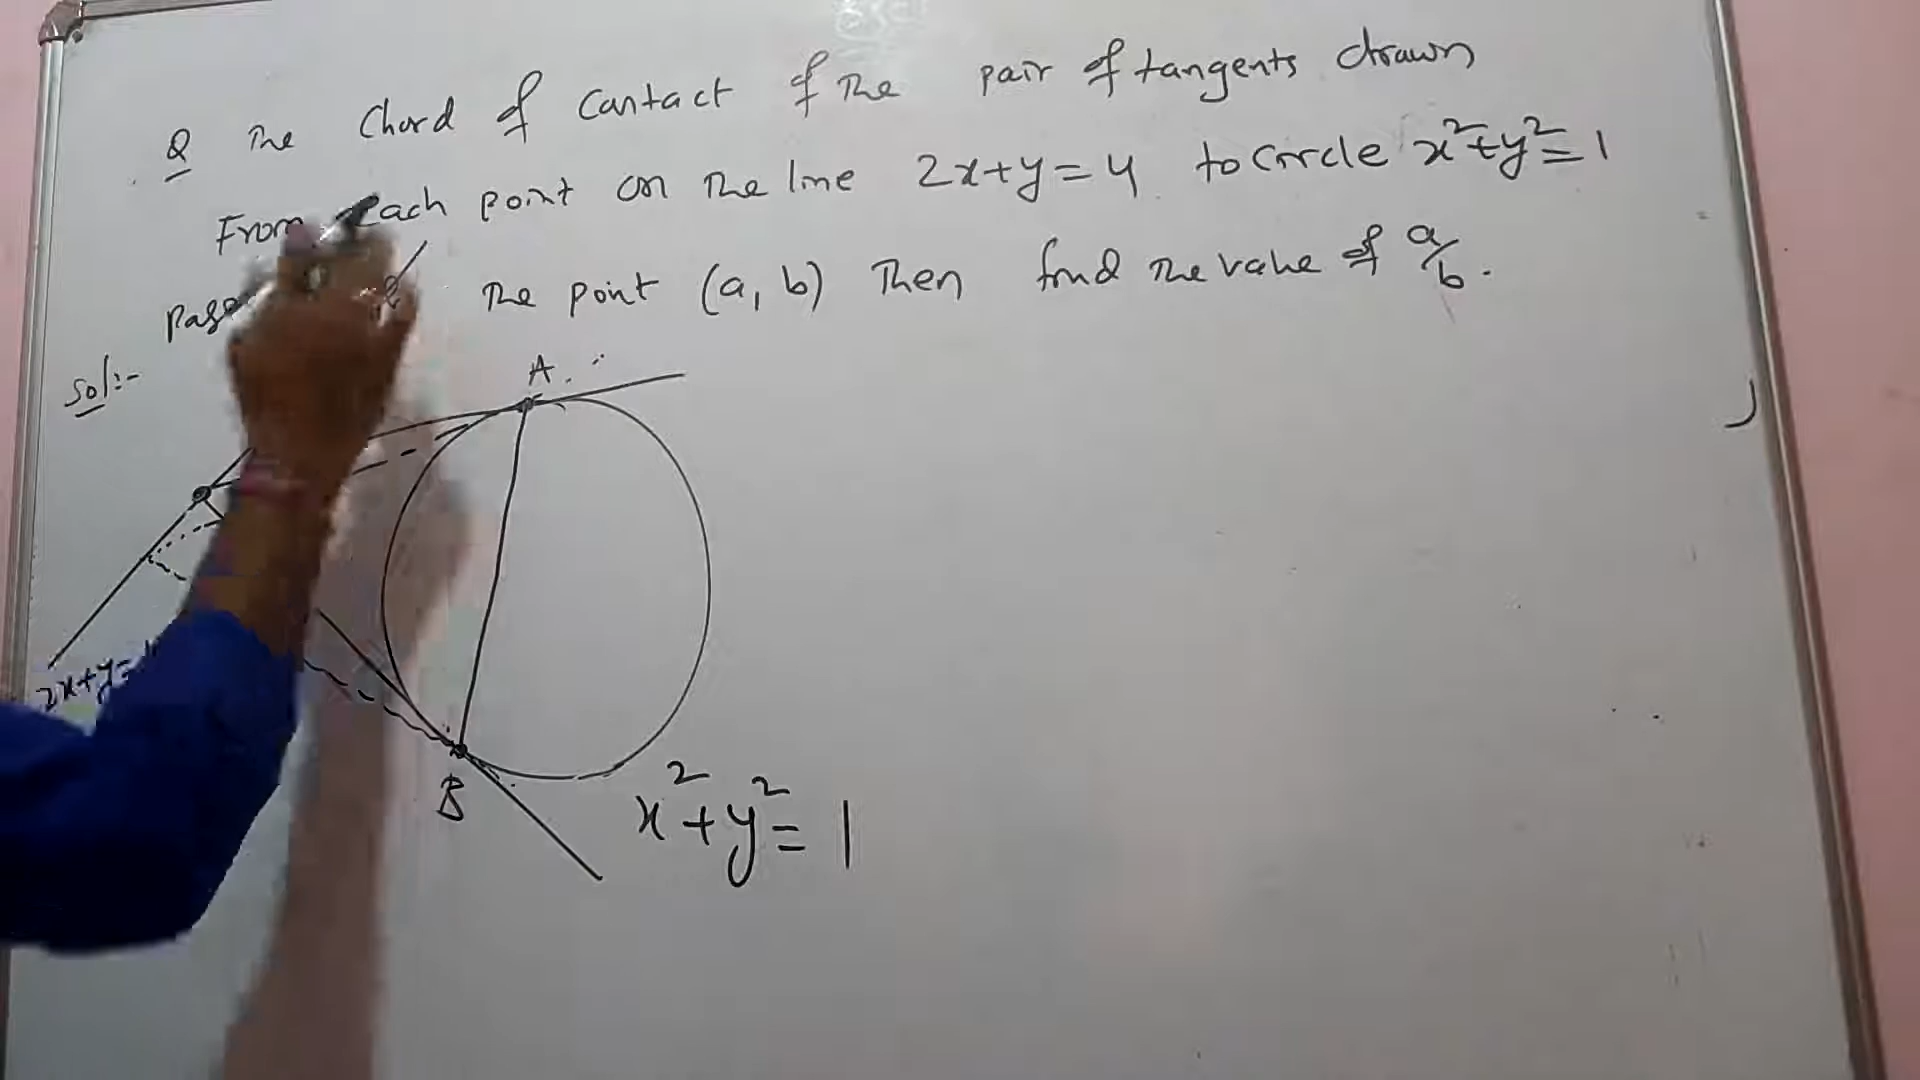 Q The Chord of Contact of The pair of tangents drawn
From each point on The line 2x+y=4 to circle x²+y²=1
The point (a, b) Then find the value of a/b.
Sol:-
A
2x+y=
B
x²+y²=1